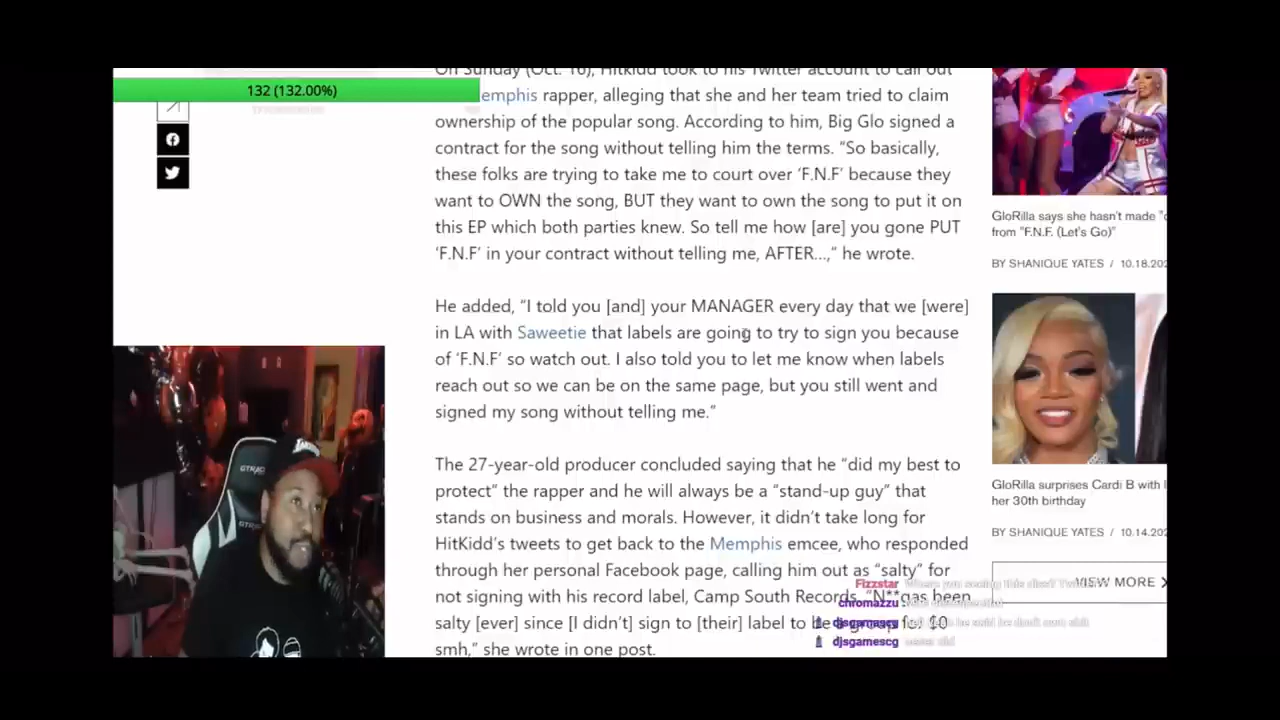 On Sunday (Oct. 16), HitKidd took to his Twitter account to call out
132 (132.00%)
emphis rapper, alleging that she and her team tried to claim
ownership of the popular song. According to him, Big Glo signed a
contract for the song without telling him the terms. “So basically,
these folks are trying to take me to court over ‘F.N.F’ because they
want to OWN the song, BUT they want to own the song to put it on
this EP which both parties knew. So tell me how [are] you gone PUT
‘F.N.F’ in your contract without telling me, AFTER…,“ he wrote.
He added, “I told you [and] your MANAGER every day that we [were]
in LA with Saweetie that labels are going to try to sign you because
of ‘F.N.F’ so watch out. I also told you to let me know when labels
reach out so we can be on the same page, but you still went and
signed my song without telling me.”
The 27-year-old producer concluded saying that he “did my best to
protect” the rapper and he will always be a “stand-up guy” that
stands on business and morals. However, it didn’t take long for
HitKidd’s tweets to get back to the Memphis emcee, who responded
through her personal Facebook page, calling him out as “salty” for
not signing with his record label, Camp South Records. “N**gas been
salty [ever] since [I didn’t] sign to [their] label to be a group for $0
smh,” she wrote in one post.
GloRilla says she hasn't made "
from "F.N.F. (Let's Go)"
BY SHANIQUE YATES / 10.18.202
GloRilla surprises Cardi B with
her 30th birthday
BY SHANIQUE YATES / 10.14.202
VIEW MORE
GTRAC
GTRA
Fizzstar
chromazzu
djsgamescg
djsgamescg